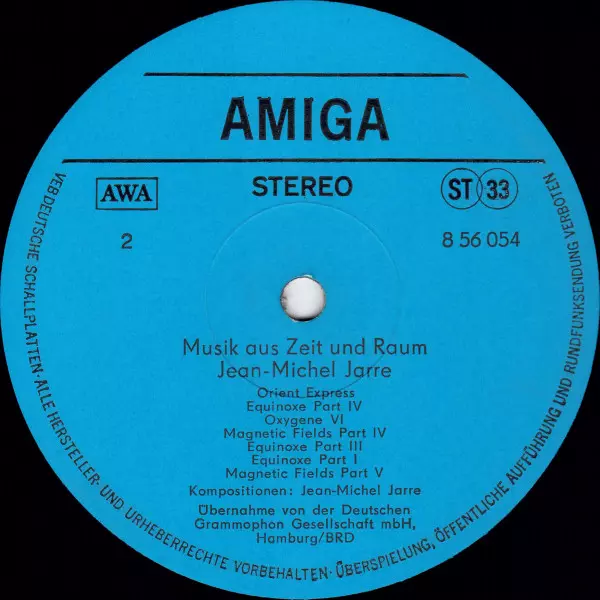 AMIGA
AWA
STEREO
ST 33
2
8 56 054
Musik aus Zeit und Raum
Jean-Michel Jarre
Orient Express
Equinoxe Part IV
Oxygene VI
Magnetic Fields Part IV
Equinoxe Part III
Equinoxe Part I
Magnetic Fields Part V
Kompositionen: Jean-Michel Jarre
Übernahme von der Deutschen
Grammophon Gesellschaft mbH,
Hamburg/BRD
VEB DEUTSCHE SCHALLPLATTEN · ALLE HERSTELLER- UND URHEBERRECHTE VORBEHALTEN · ÜBERSPIELUNG, ÖFFENTLICHE AUFFÜHRUNG UND RUNDFUNKSENDUNG VERBOTEN